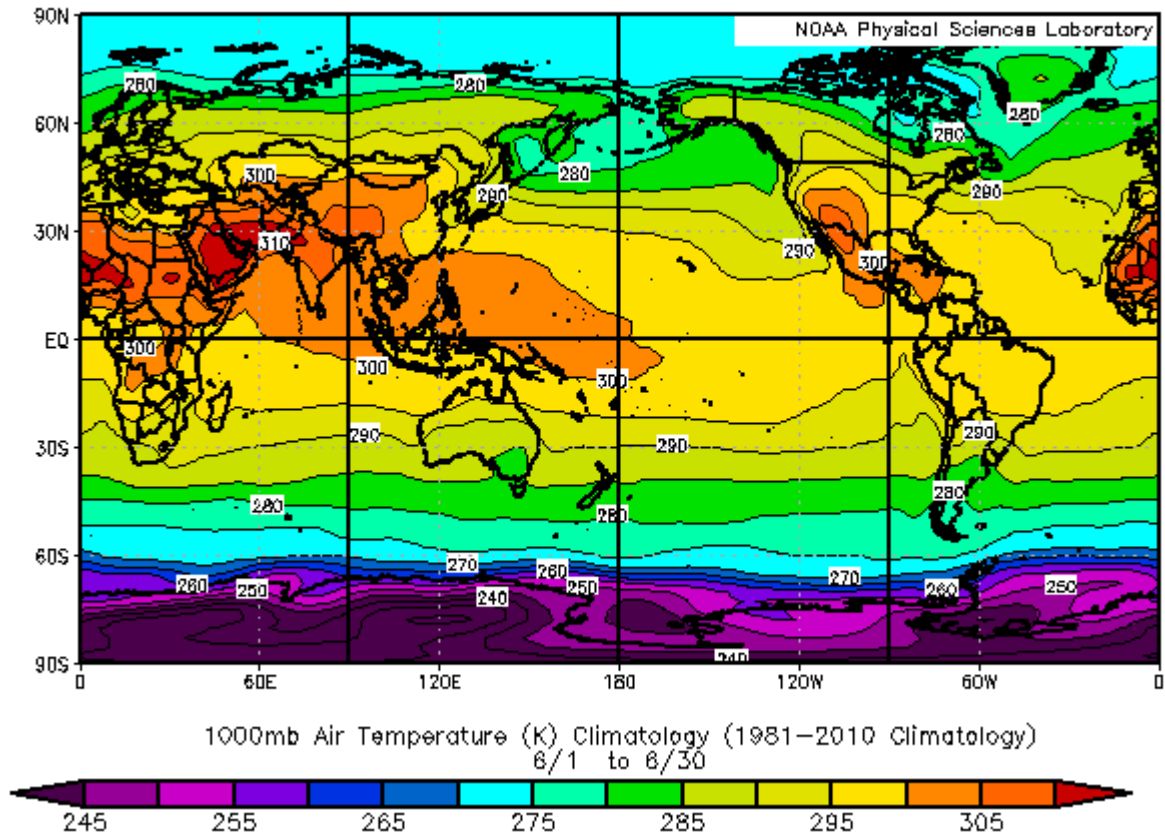 90N
NOAA Physical Sciences Laboratory
280
280
280
280
60N
300
280
290
290
30N
310
290
300
EQ
300
300
300
290
290
290
30S
280
280
280
60S
270
260
270
260
250
250
260
250
240
240
90S
0 60E 120E 180 120W 60W 0
1000mb Air Temperature (K) Climatology (1981-2010 Climatology)
6/1 to 6/30
245 255 265 275 285 295 305